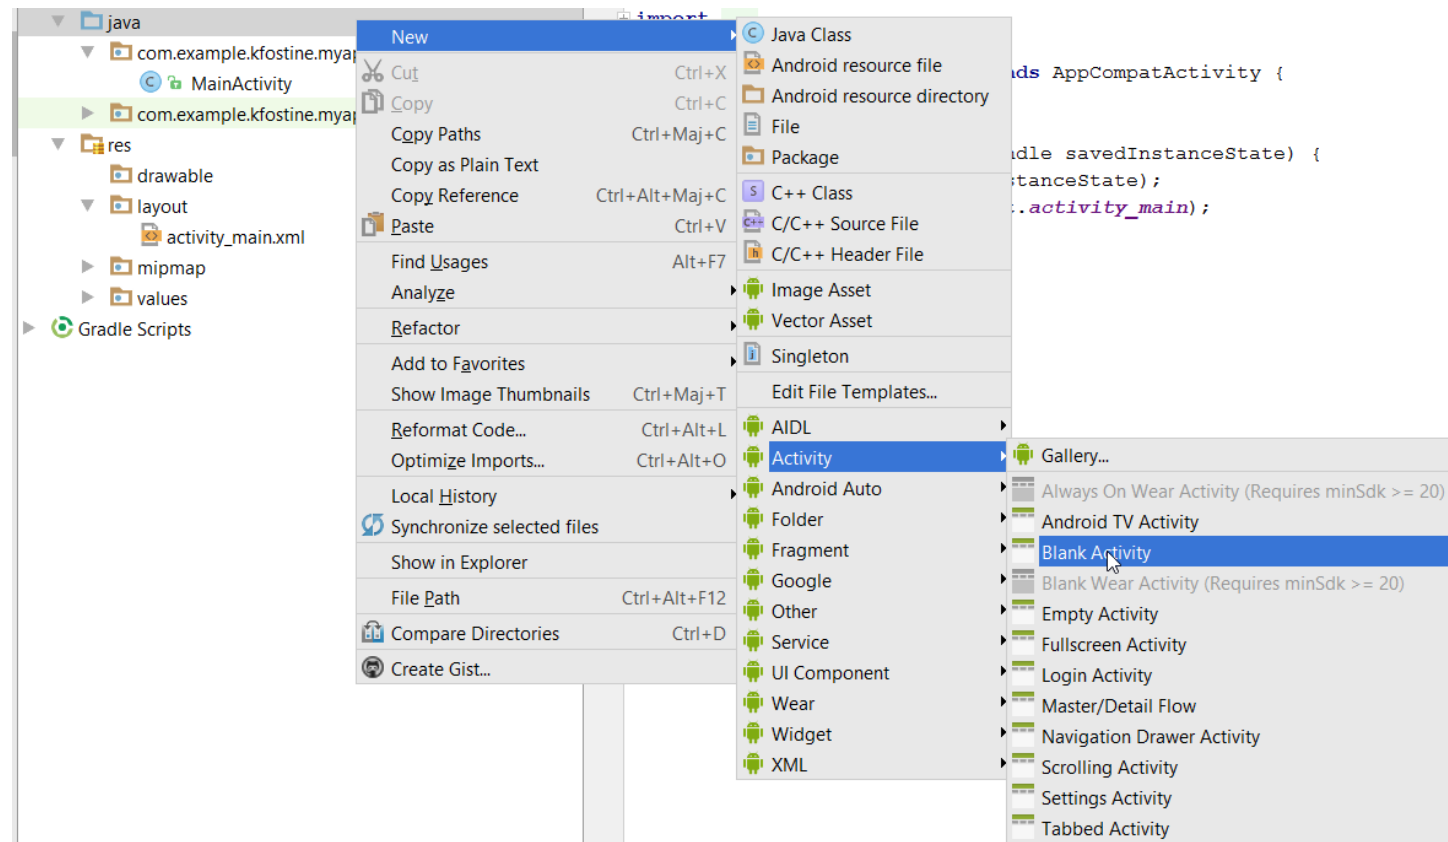 java
com.example.kfostine.myap
MainActivity
com.example.kfostine.myap
res
drawable
layout
activity_main.xml
mipmap
values
Gradle Scripts
New
Cut Ctrl+X
Copy Ctrl+C
Copy Paths Ctrl+Maj+C
Copy as Plain Text
Copy Reference Ctrl+Alt+Maj+C
Paste Ctrl+V
Find Usages Alt+F7
Analyze
Refactor
Add to Favorites
Show Image Thumbnails Ctrl+Maj+T
Reformat Code... Ctrl+Alt+L
Optimize Imports... Ctrl+Alt+O
Local History
Synchronize selected files
Show in Explorer
File Path Ctrl+Alt+F12
Compare Directories Ctrl+D
Create Gist...
Java Class
Android resource file
Android resource directory
File
Package
C++ Class
C/C++ Source File
C/C++ Header File
Image Asset
Vector Asset
Singleton
Edit File Templates...
AIDL
Activity
Android Auto
Folder
Fragment
Google
Other
Service
UI Component
Wear
Widget
XML
Gallery...
Always On Wear Activity (Requires minSdk >= 20)
Android TV Activity
Blank Activity
Blank Wear Activity (Requires minSdk >= 20)
Empty Activity
Fullscreen Activity
Login Activity
Master/Detail Flow
Navigation Drawer Activity
Scrolling Activity
Settings Activity
Tabbed Activity
import
nds AppCompatActivity {
ndle savedInstanceState) {
stanceState);
.activity_main);